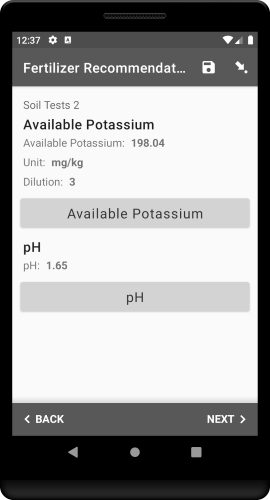 12:37
Fertilizer Recommendat...
Soil Tests 2
Available Potassium
Available Potassium: 198.04
Unit: mg/kg
Dilution: 3
Available Potassium
pH
pH: 1.65
pH
BACK NEXT